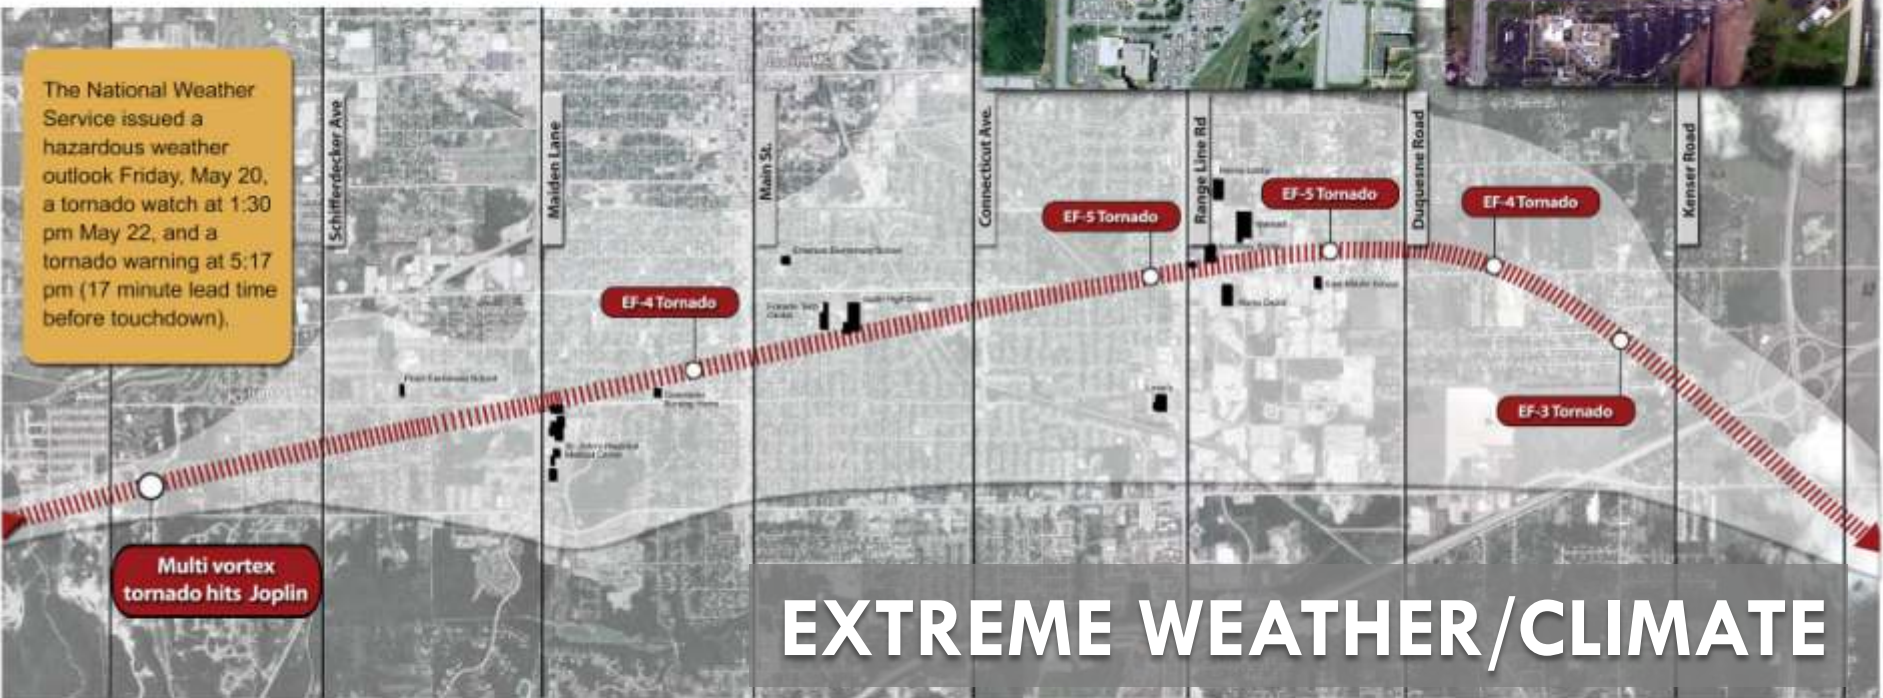 The National Weather
Service issued a
hazardous weather
outlook Friday, May 20,
a tornado watch at 1:30
pm May 22, and a
tornado warning at 5:17
pm (17 minute lead time
before touchdown).
Schifferdecker Ave
Maiden Lane
Main St.
Connecticut Ave.
Range Line Rd
Duquesne Road
Kenser Road
EF-5 Tornado
EF-5 Tornado
EF-4 Tornado
EF-4 Tornado
EF-3 Tornado
Multi vortex
tornado hits Joplin
EXTREME WEATHER/CLIMATE